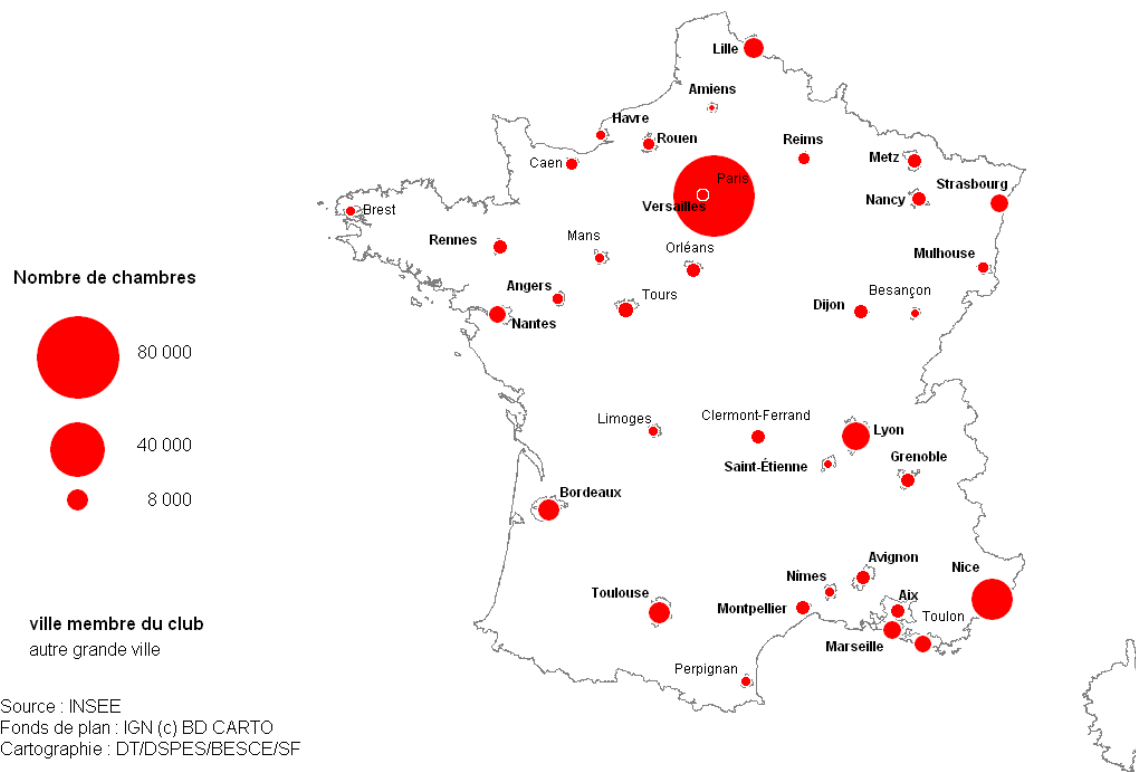 Lille
Amiens
Havre
Rouen
Reims
Caen
Metz
Paris
Strasbourg
Versailles
Nancy
Brest
Rennes
Mans
Orléans
Mulhouse
Nombre de chambres
Angers
Tours
Besançon
Dijon
Nantes
80 000
Limoges
Clermont-Ferrand
Lyon
40 000
Saint-Étienne
Grenoble
8 000
Bordeaux
Avignon
Nice
Nîmes
Toulouse
Montpellier
Aix
Toulon
ville membre du club
autre grande ville
Marseille
Perpignan
Source : INSEE
Fonds de plan : IGN (c) BD CARTO
Cartographie : DT/DSPES/BESCE/SF